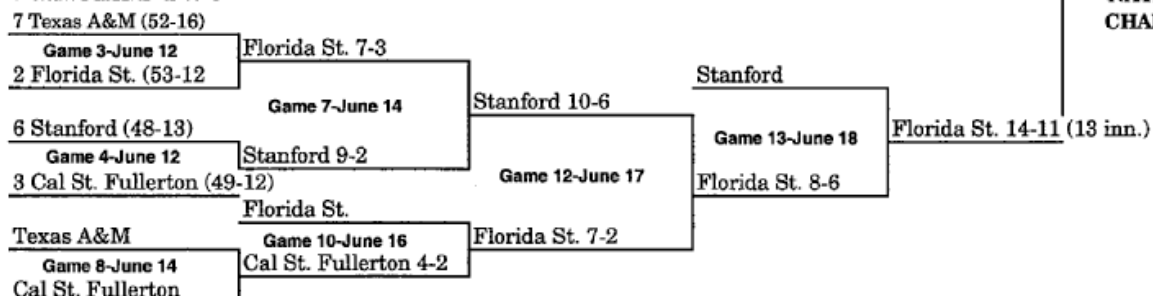 CHA
7 Texas A&M (52-16)
Game 3-June 12
Florida St. 7-3
2 Florida St. (53-12
Stanford
Game 7-June 14
Stanford 10-6
6 Stanford (48-13)
Game 13-June 18
Florida St. 14-11 (13 inn.)
Game 4-June 12
Stanford 9-2
3 Cal St. Fullerton (49-12)
Game 12-June 17
Florida St. 8-6
Florida St.
Texas A&M
Game 10-June 16
Florida St. 7-2
Game 8-June 14
Cal St. Fullerton 4-2
Cal St. Fullerton